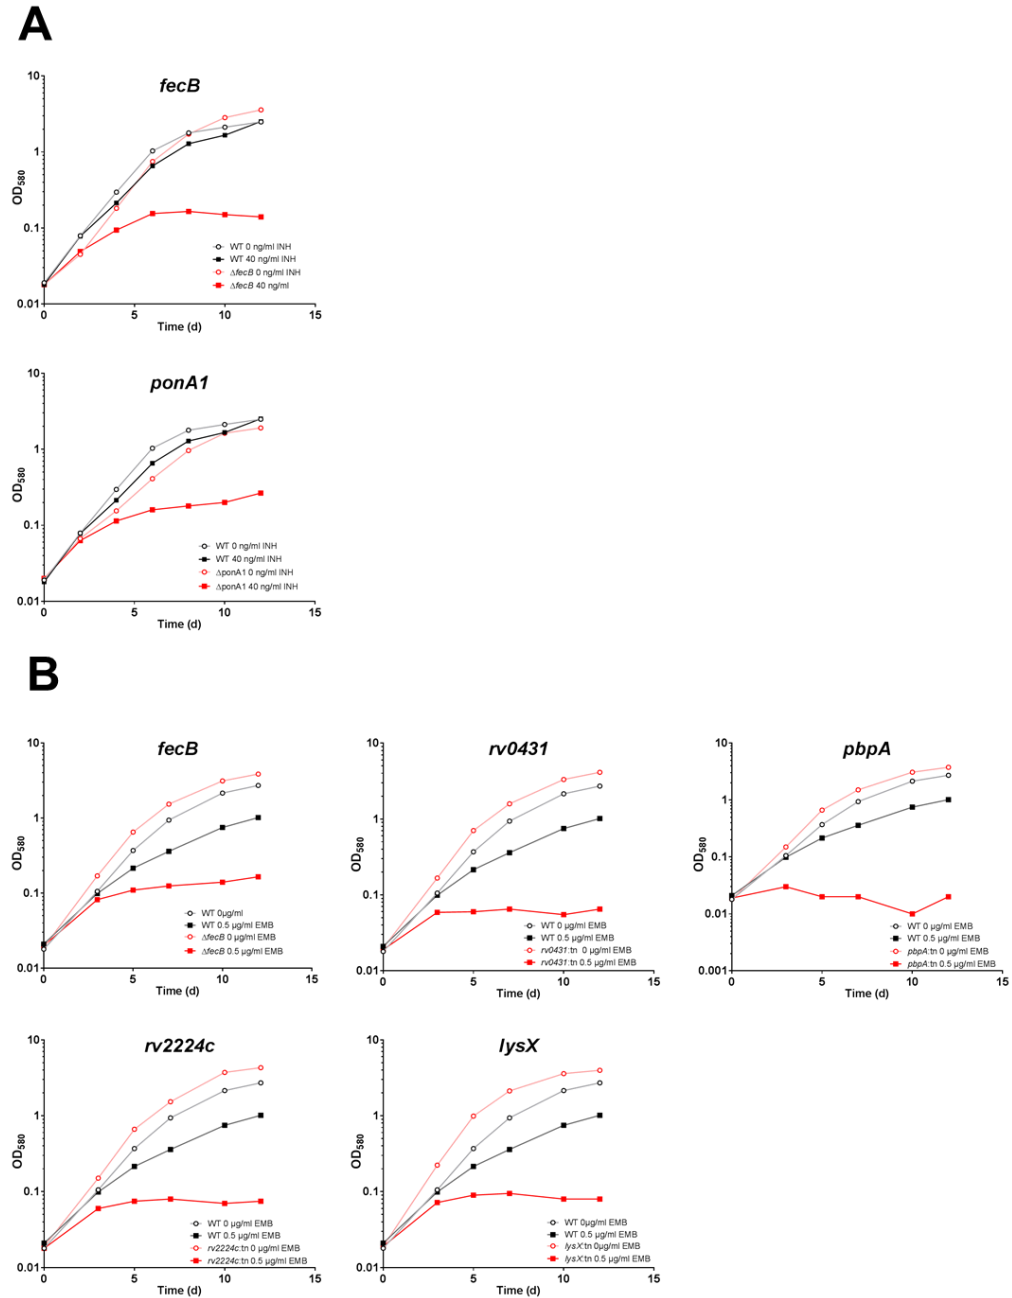 A
fecB
OD580
10
1
0.1
0.01
WT 0 ng/ml INH
WT 40 ng/ml INH
ΔfecB 0 ng/ml INH
ΔfecB 40 ng/ml
0 5 10 15
Time (d)
ponA1
OD580
10
1
0.1
0.01
WT 0 ng/ml INH
WT 40 ng/ml INH
ΔponA1 0 ng/ml INH
ΔponA1 40 ng/ml INH
0 5 10 15
Time (d)
B
fecB
OD580
10
1
0.1
0.01
WT 0µg/ml
WT 0.5 µg/ml EMB
ΔfecB 0 µg/ml EMB
ΔfecB 0.5 µg/ml EMB
0 5 10 15
Time (d)
rv0431
OD580
10
1
0.1
0.01
WT 0 µg/ml EMB
WT 0.5 µg/ml EMB
rv0431:tn 0 µg/ml EMB
rv0431:tn 0.5 µg/ml EMB
0 5 10 15
Time (d)
pbpA
OD580
10
1
0.1
0.01
0.001
WT 0 µg/ml EMB
WT 0.5 µg/ml EMB
pbpA:tn 0 µg/ml EMB
pbpA:tn 0.5 µg/ml EMB
0 5 10 15
Time (d)
rv2224c
OD580
10
1
0.1
0.01
WT 0 µg/ml EMB
WT 0.5 µg/ml EMB
rv2224c:tn 0 µg/ml EMB
rv2224c:tn 0.5 µg/ml EMB
0 5 10 15
Time (d)
lysX
OD580
10
1
0.1
0.01
WT 0µg/ml EMB
WT 0.5 µg/ml EMB
lysX:tn 0µg/ml EMB
lysX:tn 0.5 µg/ml EMB
0 5 10 15
Time (d)